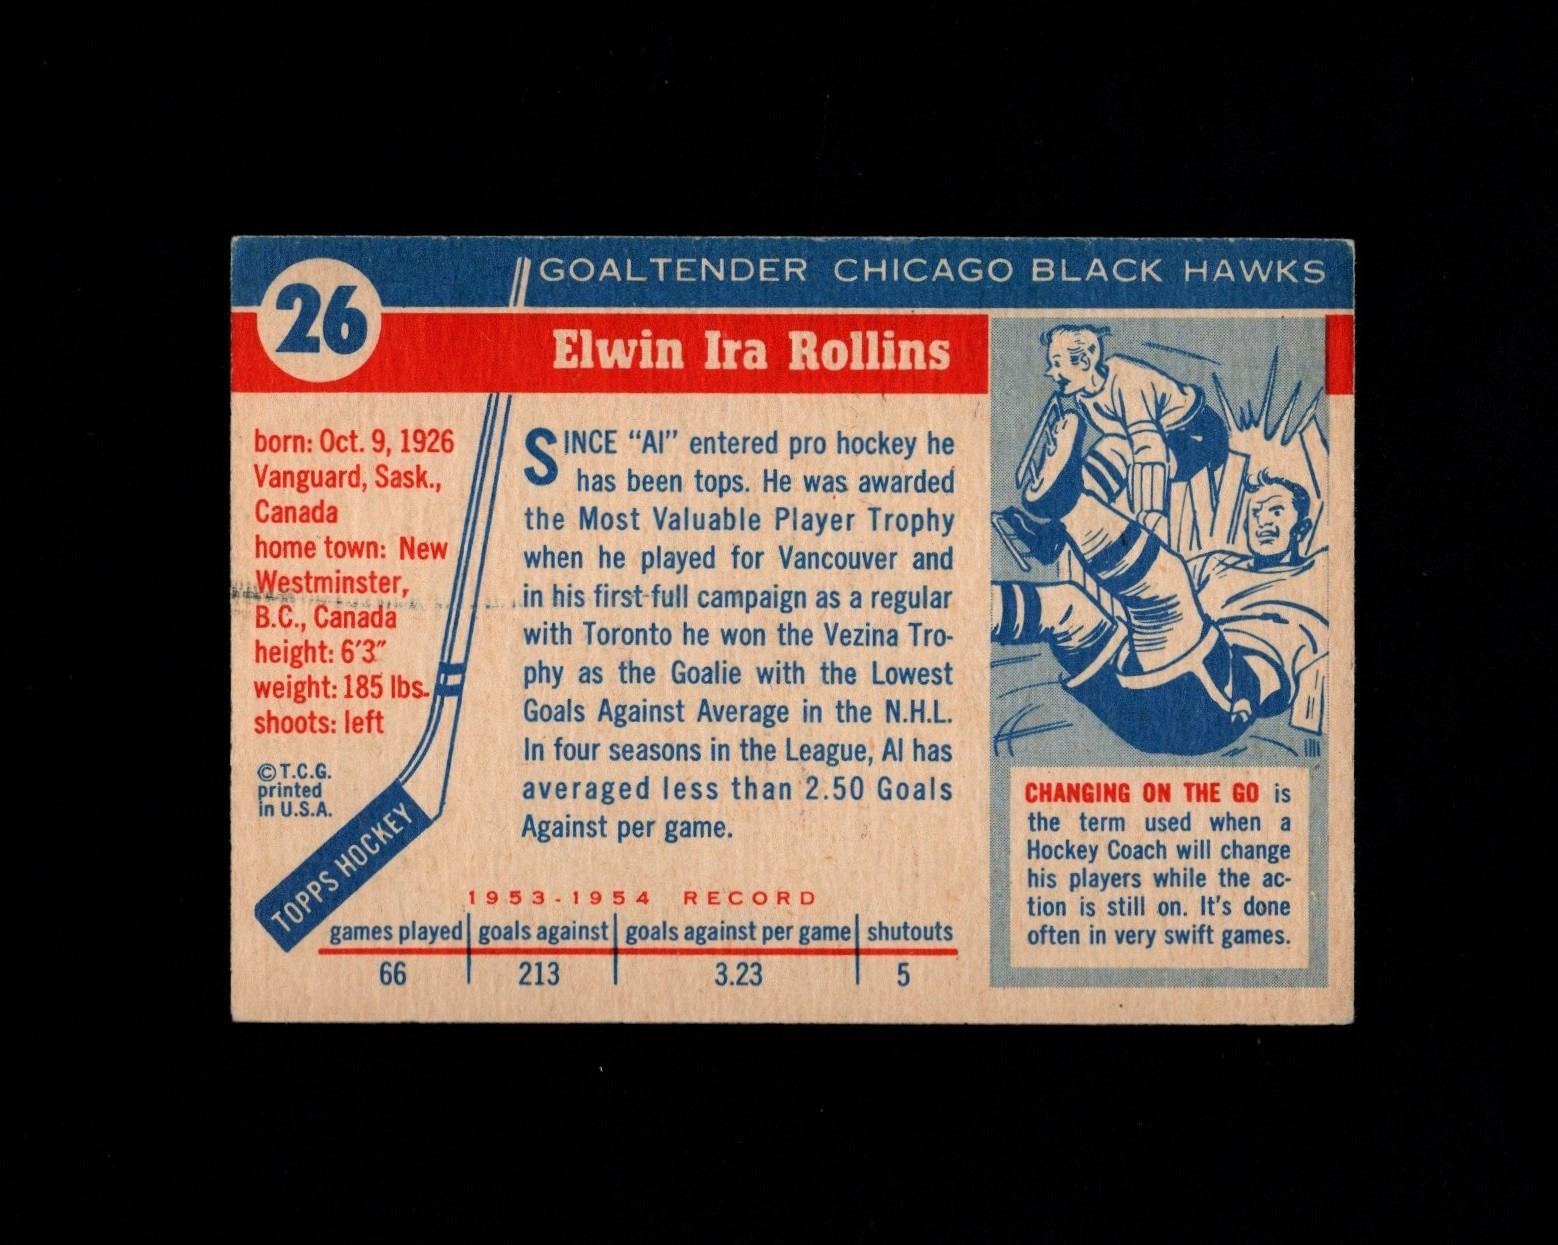 26
GOALTENDER CHICAGO BLACK HAWKS
Elwin Ira Rollins
born: Oct. 9, 1926
Vanguard, Sask.,
Canada
home town: New
Westminster,
B.C., Canada
height: 6'3"
weight: 185 lbs.
shoots: left
©T.C.G.
printed
in U.S.A.
TOPPS HOCKEY
SINCE "Al" entered pro hockey he
has been tops. He was awarded
the Most Valuable Player Trophy
when he played for Vancouver and
in his first full campaign as a regular
with Toronto he won the Vezina Tro-
phy as the Goalie with the Lowest
Goals Against Average in the N.H.L.
In four seasons in the League, Al has
averaged less than 2.50 Goals
Against per game.
1953-1954 RECORD
games played goals against goals against per game shutouts
66 213 3.23 5
CHANGING ON THE GO is
the term used when a
Hockey Coach will change
his players while the ac-
tion is still on. It's done
often in very swift games.